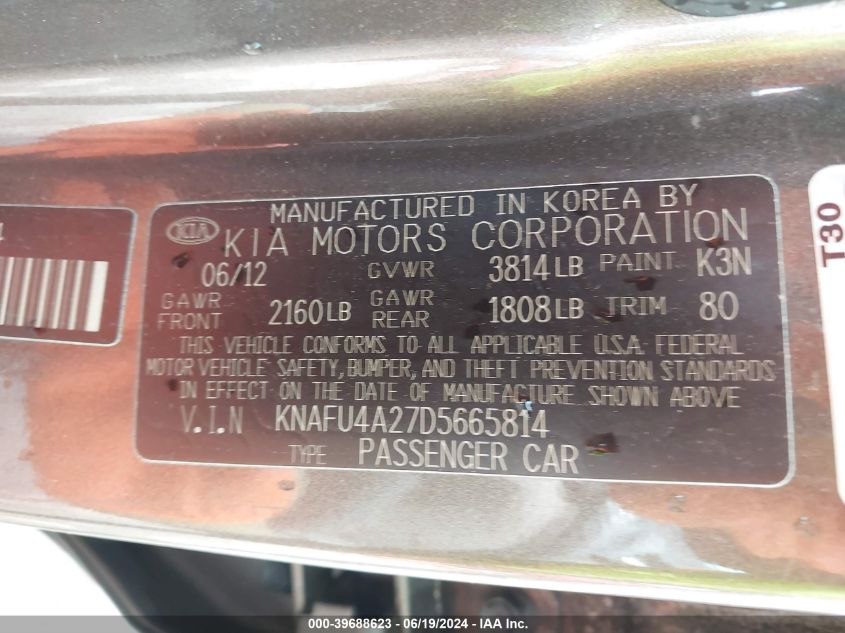 MANUFACTURED IN KOREA BY
KIA KIA MOTORS CORPORATION
06/12 GVWR 3814LB PAINT K3N
GAWR FRONT 2160LB GAWR REAR 1808LB TRIM 80
THIS VEHICLE CONFORMS TO ALL APPLICABLE U.S.A. FEDERAL
MOTOR VEHICLE SAFETY, BUMPER, AND THEFT PREVENTION STANDARDS
IN EFFECT ON THE DATE OF MANUFACTURE SHOWN ABOVE.
V.I.N KNAFU4A27D5665814
TYPE PASSENGER CAR
4
T30
000-39688623 - 06/19/2024 - IAA Inc.